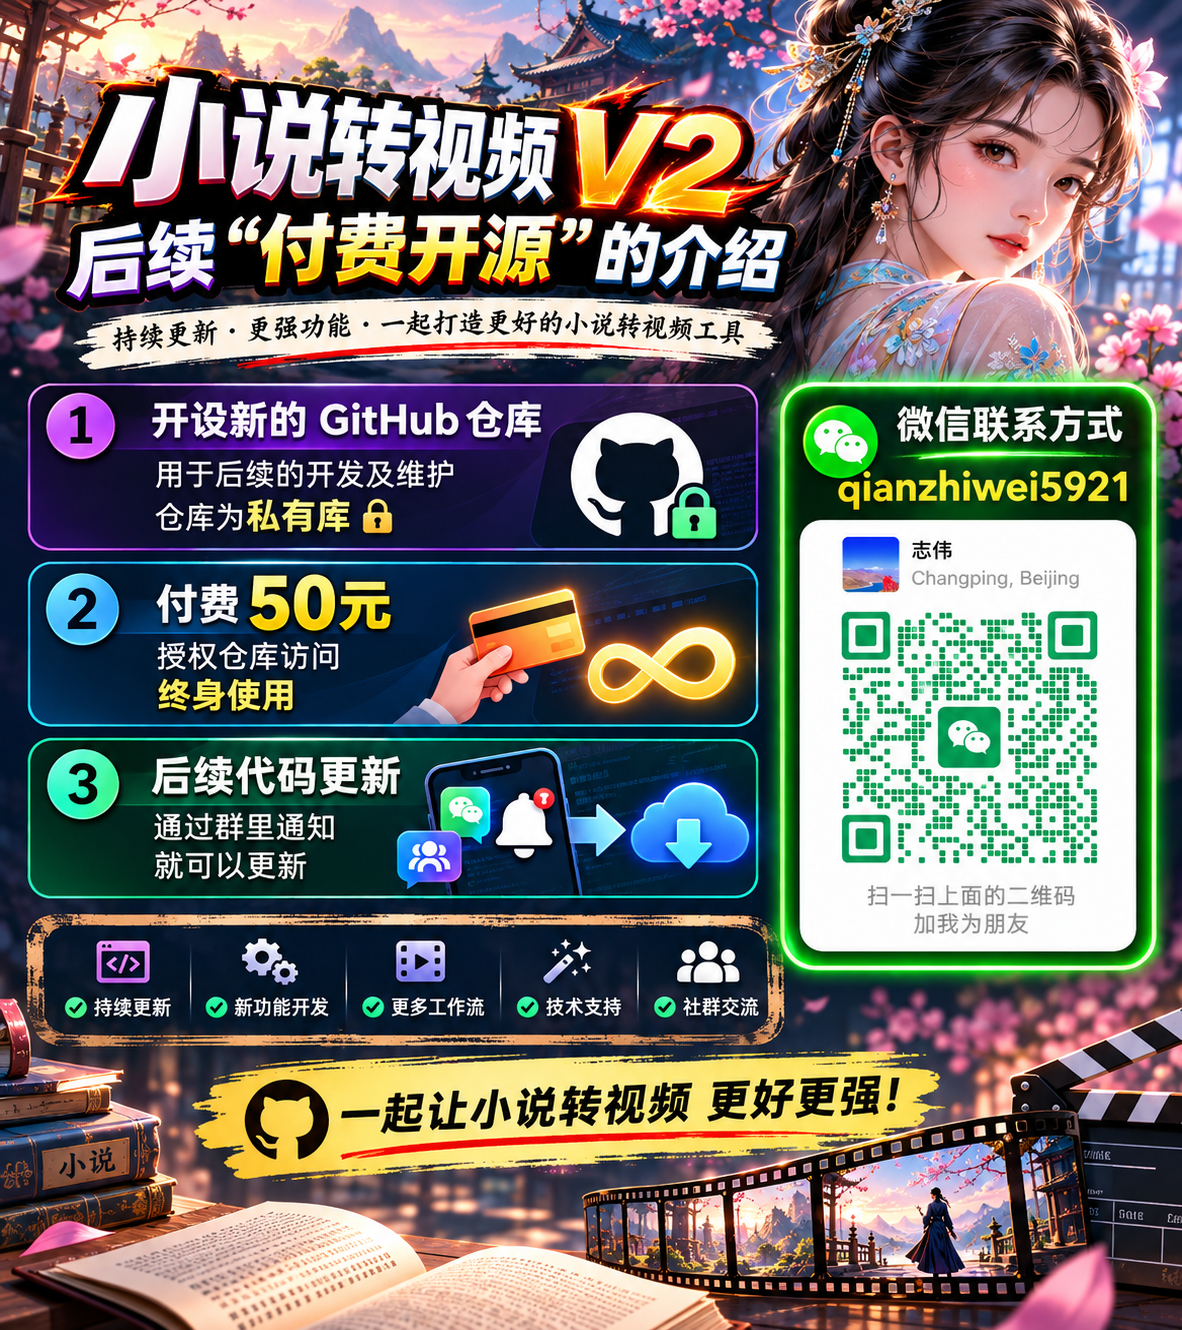 小说转视频 V2
后续“付费开源”的介绍
持续更新 · 更强功能 · 一起打造更好的小说转视频工具
1
开设新的 GitHub 仓库
用于后续的开发及维护
仓库为私有库
2
付费 50元
授权仓库访问
终身使用
3
后续代码更新
通过群里通知
就可以更新
微信联系方式
qianzhiwei5921
志伟
Changping, Beijing
扫一扫上面的二维码
加我为朋友
持续更新
新功能开发
更多工作流
技术支持
社群交流
一起让小说转视频 更好更强!
小说